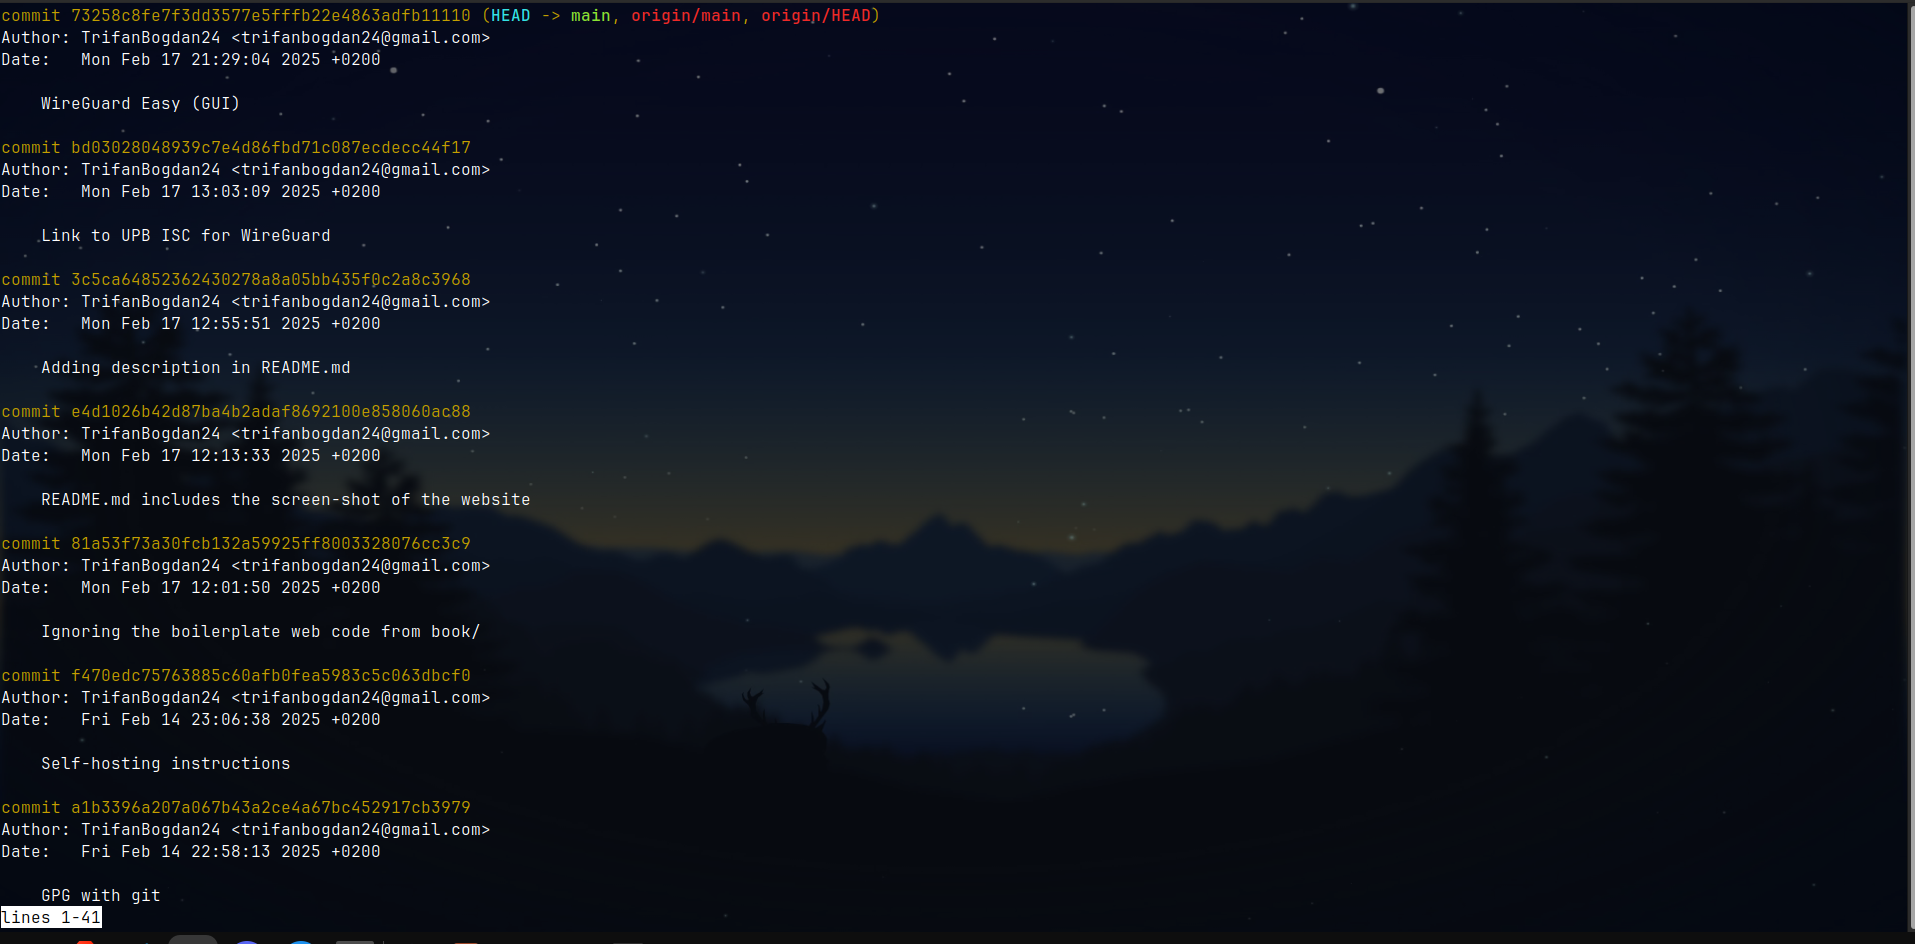 commit 73258c8fe7f3dd3577e5fffb22e4863adfb11110 (HEAD -> main, origin/main, origin/HEAD)
Author: TrifanBogdan24 <trifanbogdan24@gmail.com>
Date:   Mon Feb 17 21:29:04 2025 +0200
    WireGuard Easy (GUI)
commit bd03028048939c7e4d86fbd71c087ecdecc44f17
Author: TrifanBogdan24 <trifanbogdan24@gmail.com>
Date:   Mon Feb 17 13:03:09 2025 +0200
    Link to UPB ISC for WireGuard
commit 3c5ca64852362430278a8a05bb435f0c2a8c3968
Author: TrifanBogdan24 <trifanbogdan24@gmail.com>
Date:   Mon Feb 17 12:55:51 2025 +0200
    Adding description in README.md
commit e4d1026b42d87ba4b2adaf8692100e858060ac88
Author: TrifanBogdan24 <trifanbogdan24@gmail.com>
Date:   Mon Feb 17 12:13:33 2025 +0200
    README.md includes the screen-shot of the website
commit 81a53f73a30fcb132a59925ff8003328076cc3c9
Author: TrifanBogdan24 <trifanbogdan24@gmail.com>
Date:   Mon Feb 17 12:01:50 2025 +0200
    Ignoring the boilerplate web code from book/
commit f470edc75763885c60afb0fea5983c5c063dbcf0
Author: TrifanBogdan24 <trifanbogdan24@gmail.com>
Date:   Fri Feb 14 23:06:38 2025 +0200
    Self-hosting instructions
commit a1b3396a207a067b43a2ce4a67bc452917cb3979
Author: TrifanBogdan24 <trifanbogdan24@gmail.com>
Date:   Fri Feb 14 22:58:13 2025 +0200
    GPG with git
lines 1-41